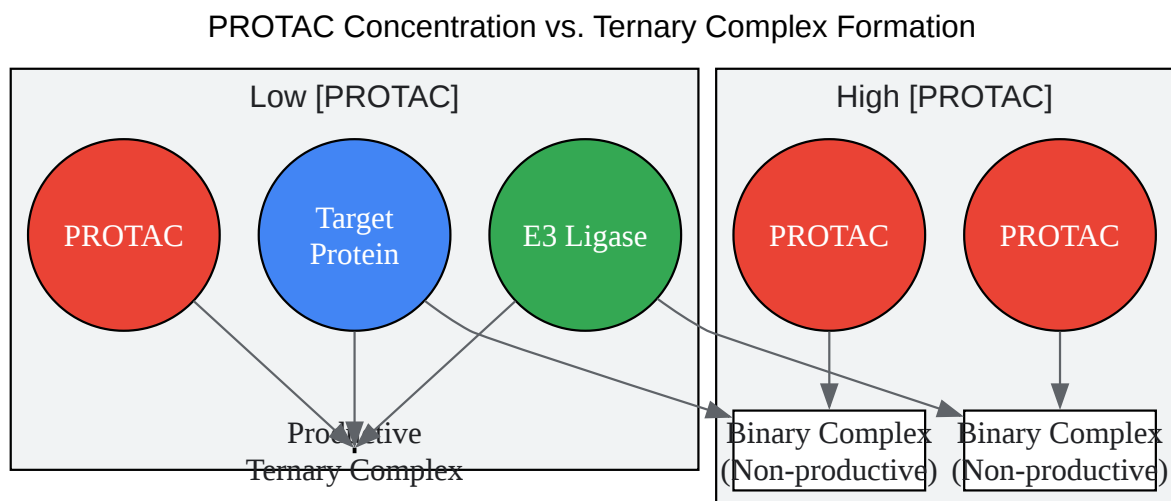 PROTAC Concentration vs. Ternary Complex Formation
Low [PROTAC]
High [PROTAC]
PROTAC
Target
Protein
E3 Ligase
PROTAC
PROTAC
Productive
Ternary Complex
Binary Complex
(Non-productive)
Binary Complex
(Non-productive)